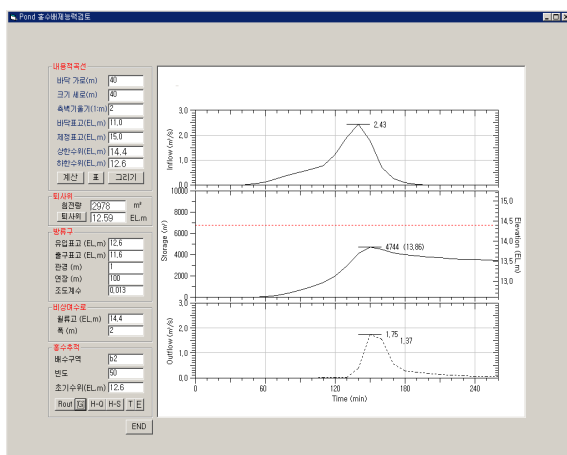 Pond 홍수배제능력검토
내용적곡선
바닥 가로(m) 40
크기 세로(m) 40
측벽기울기(1:m) 2
바닥표고(EL,m) 11,0
제정표고(EL,m) 15,0
상한수위(EL,m) 14,4
하한수위(EL,m) 12.6
계산 표 그리기
퇴사위
침전량 2978 m³
퇴사위 12,59 EL,m
방류구
유입표고 (EL,m) 12,6
출구표고 (EL,m) 11,6
관경 (m) 1
연장 (m) 100
조도계수 0,013
비상여수로
월류고 (EL,m) 14,4
폭 (m) 2
홍수추적
배수구역 b2
빈도 50
초기수위(EL,m) 12.6
Rout (G) H-Q H-S T E
END
3,0
2,0
1,0
0,0
Inflow (m³/s)
2,43
10000
8000
6000
4000
2000
0
Storage (m³)
4744 (13,86)
15,0
14,5
14,0
13,5
13,0
Elevation (EL, m)
3,0
2,0
1,0
0,0
Outflow (m³/s)
1,75
1,37
0 60 120 180 240
Time (min)